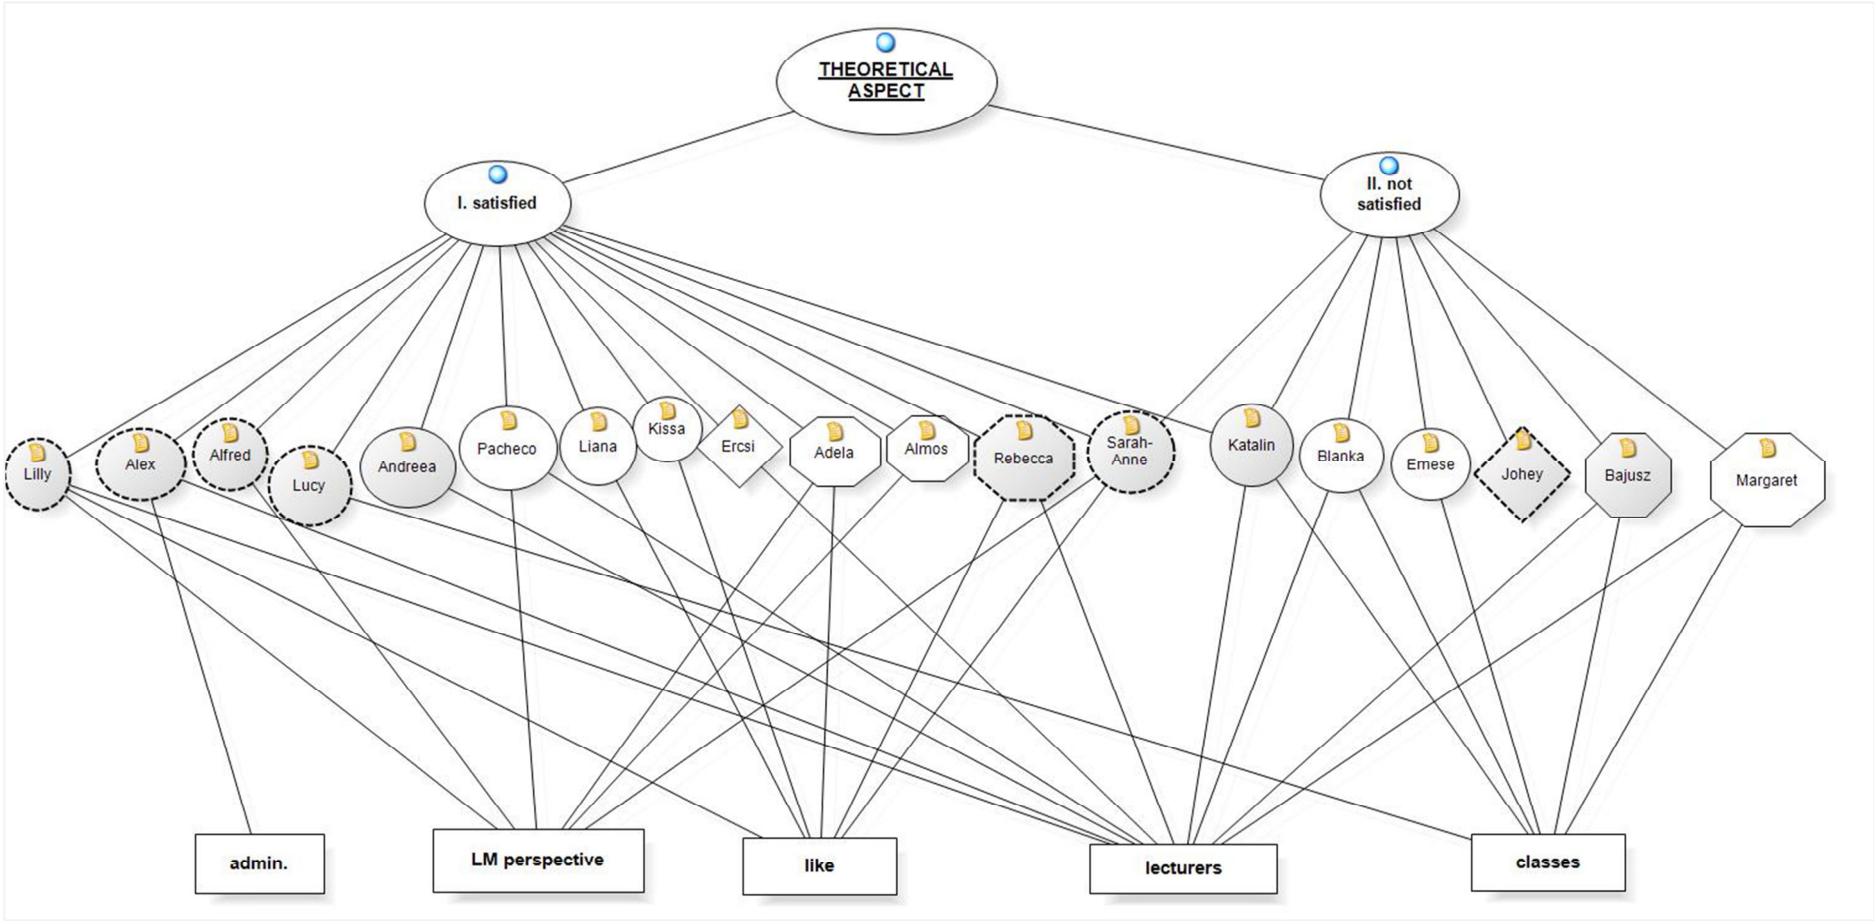 THEORETICAL
ASPECT
I. satisfied
II. not
satisfied
Lilly
Alex
Alfred
Lucy
Andreea
Pacheco
Liana
Kissa
Ercsi
Adela
Almos
Rebecca
Sarah-
Anne
Katalin
Blanka
Emese
Johey
Bajusz
Margaret
admin.
LM perspective
like
lecturers
classes